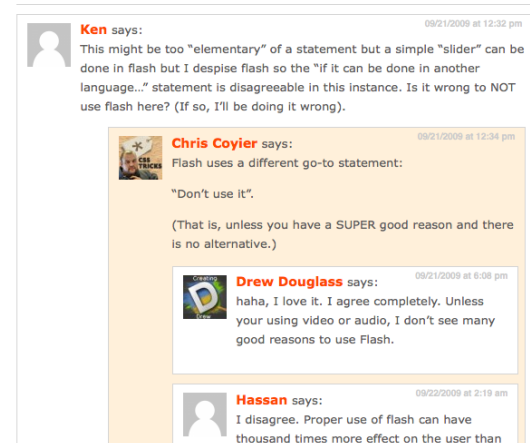 Ken says:
09/21/2009 at 12:32 pm
This might be too “elementary” of a statement but a simple “slider” can be
done in flash but I despise flash so the “if it can be done in another
language...” statement is disagreeable in this instance. Is it wrong to NOT
use flash here? (If so, I’ll be doing it wrong).
Chris Coyier says:
09/21/2009 at 12:34 pm
CSS
TRICKS
Flash uses a different go-to statement:
“Don’t use it”.
(That is, unless you have a SUPER good reason and there
is no alternative.)
Creating
D
Drew
Drew Douglass says:
09/21/2009 at 6:08 pm
haha, I love it. I agree completely. Unless
your using video or audio, I don’t see many
good reasons to use Flash.
Hassan says:
09/22/2009 at 2:19 am
I disagree. Proper use of flash can have
thousand times more effect on the user than